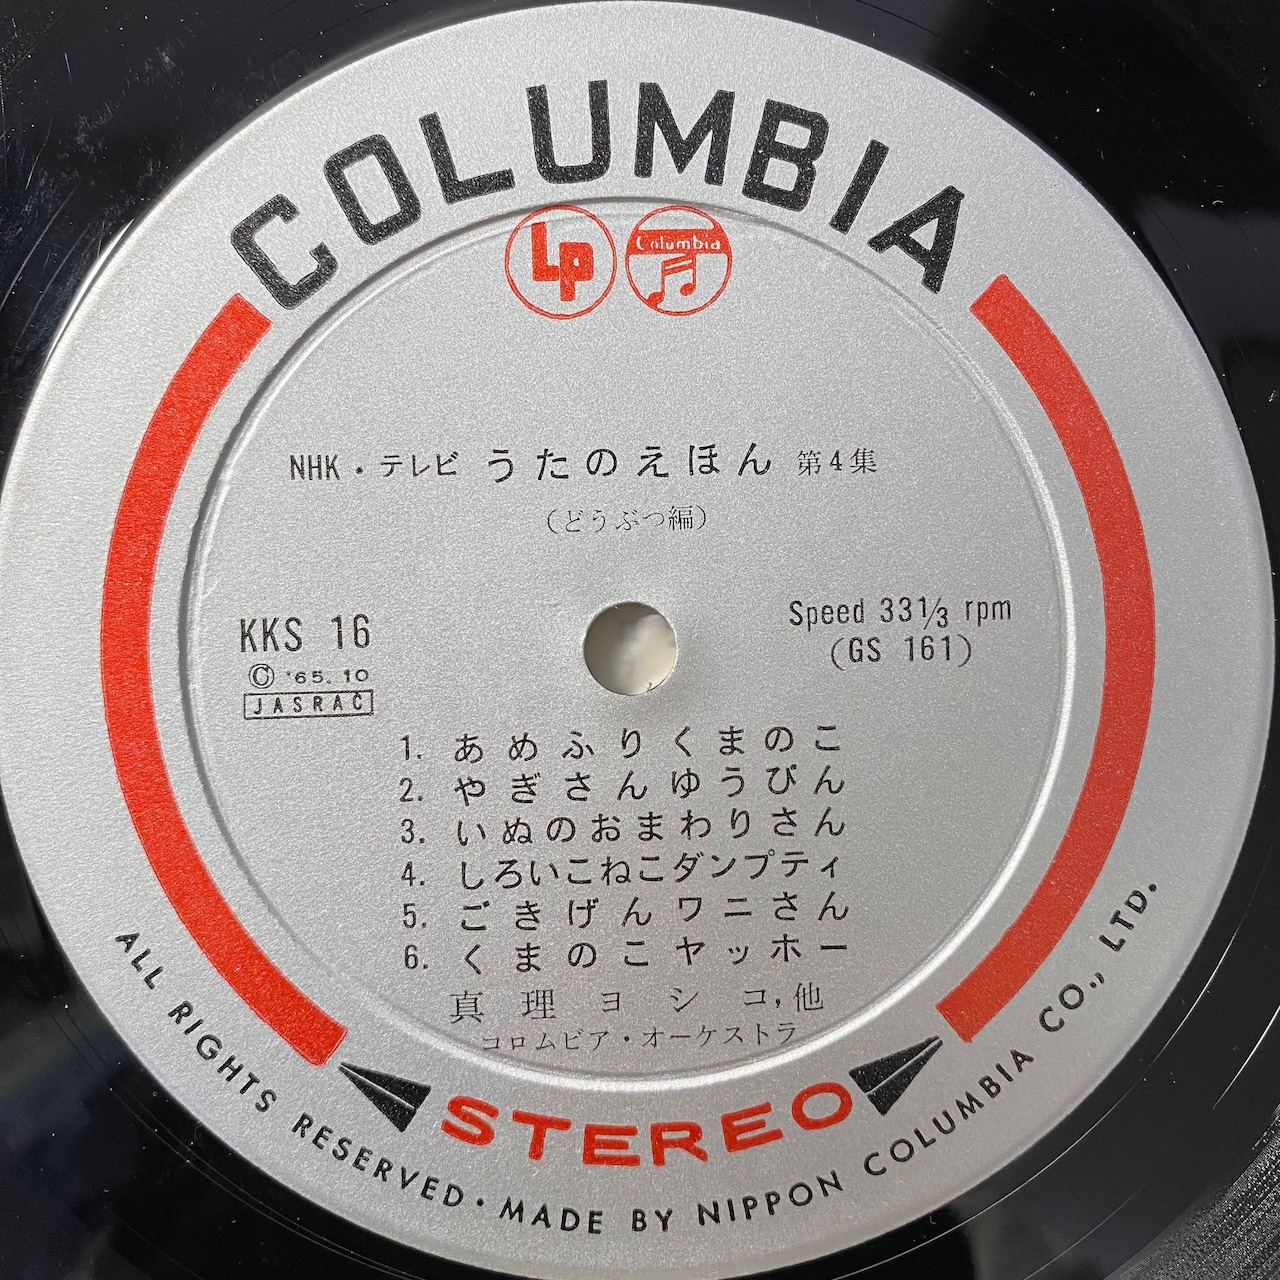 COLUMBIA
LP
Columbia
NHK・テレビ うたのえほん 第4集
(どうぶつ編)
KKS 16
Ⓒ '65.10
JASRAC
Speed 33 1/3 rpm
(GS 161)
1. あめふりくまのこ
2. やぎさんゆうびん
3. いぬのおまわりさん
4. しろいこねこダンプティ
5. ごきげんワニさん
6. くまのこヤッホー
真理ヨシコ,他
コロムビア・オーケストラ
STEREO
ALL RIGHTS RESERVED・MADE BY NIPPON COLUMBIA CO., LTD.